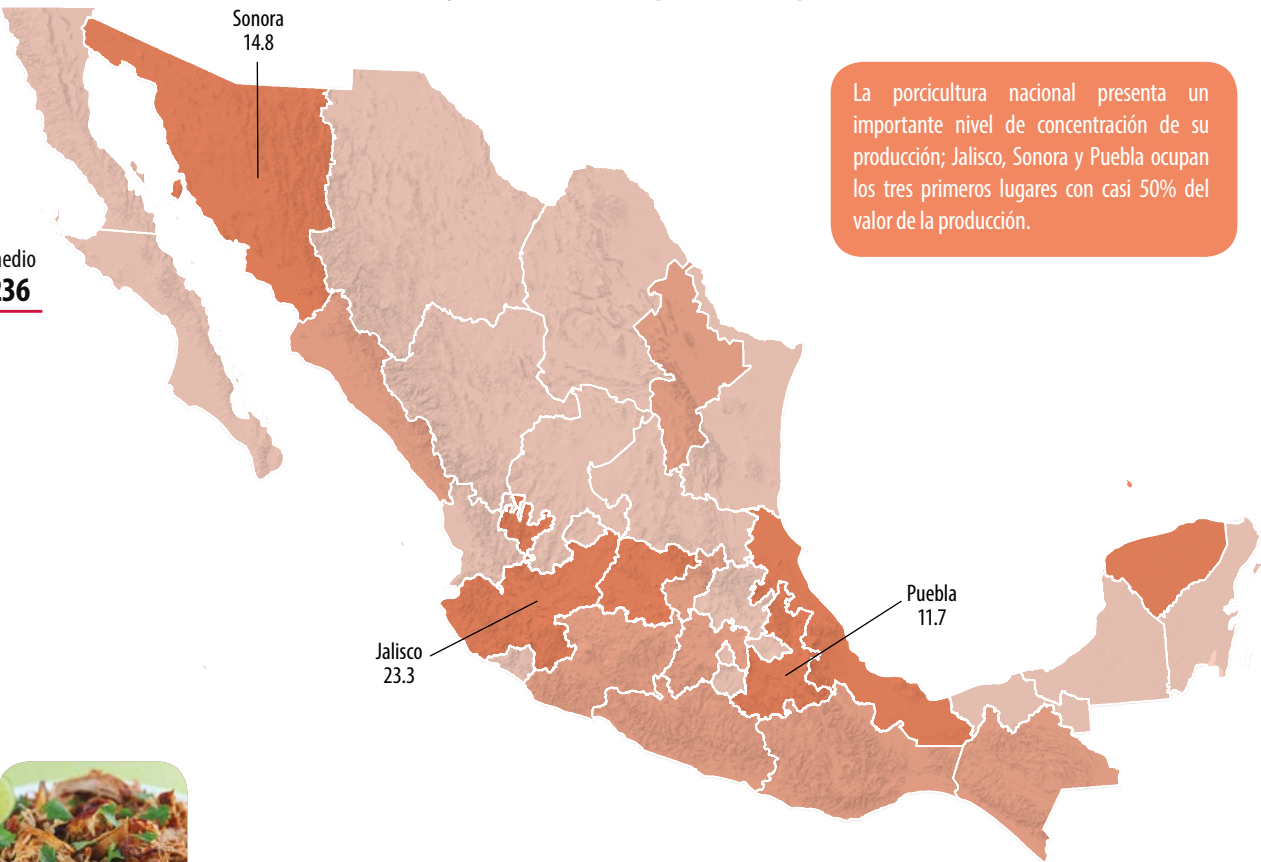 Sonora
14.8
La porcicultura nacional presenta un
importante nivel de concentración de su
producción; Jalisco, Sonora y Puebla ocupan
los tres primeros lugares con casi 50% del
valor de la producción.
Puebla
11.7
Jalisco
23.3